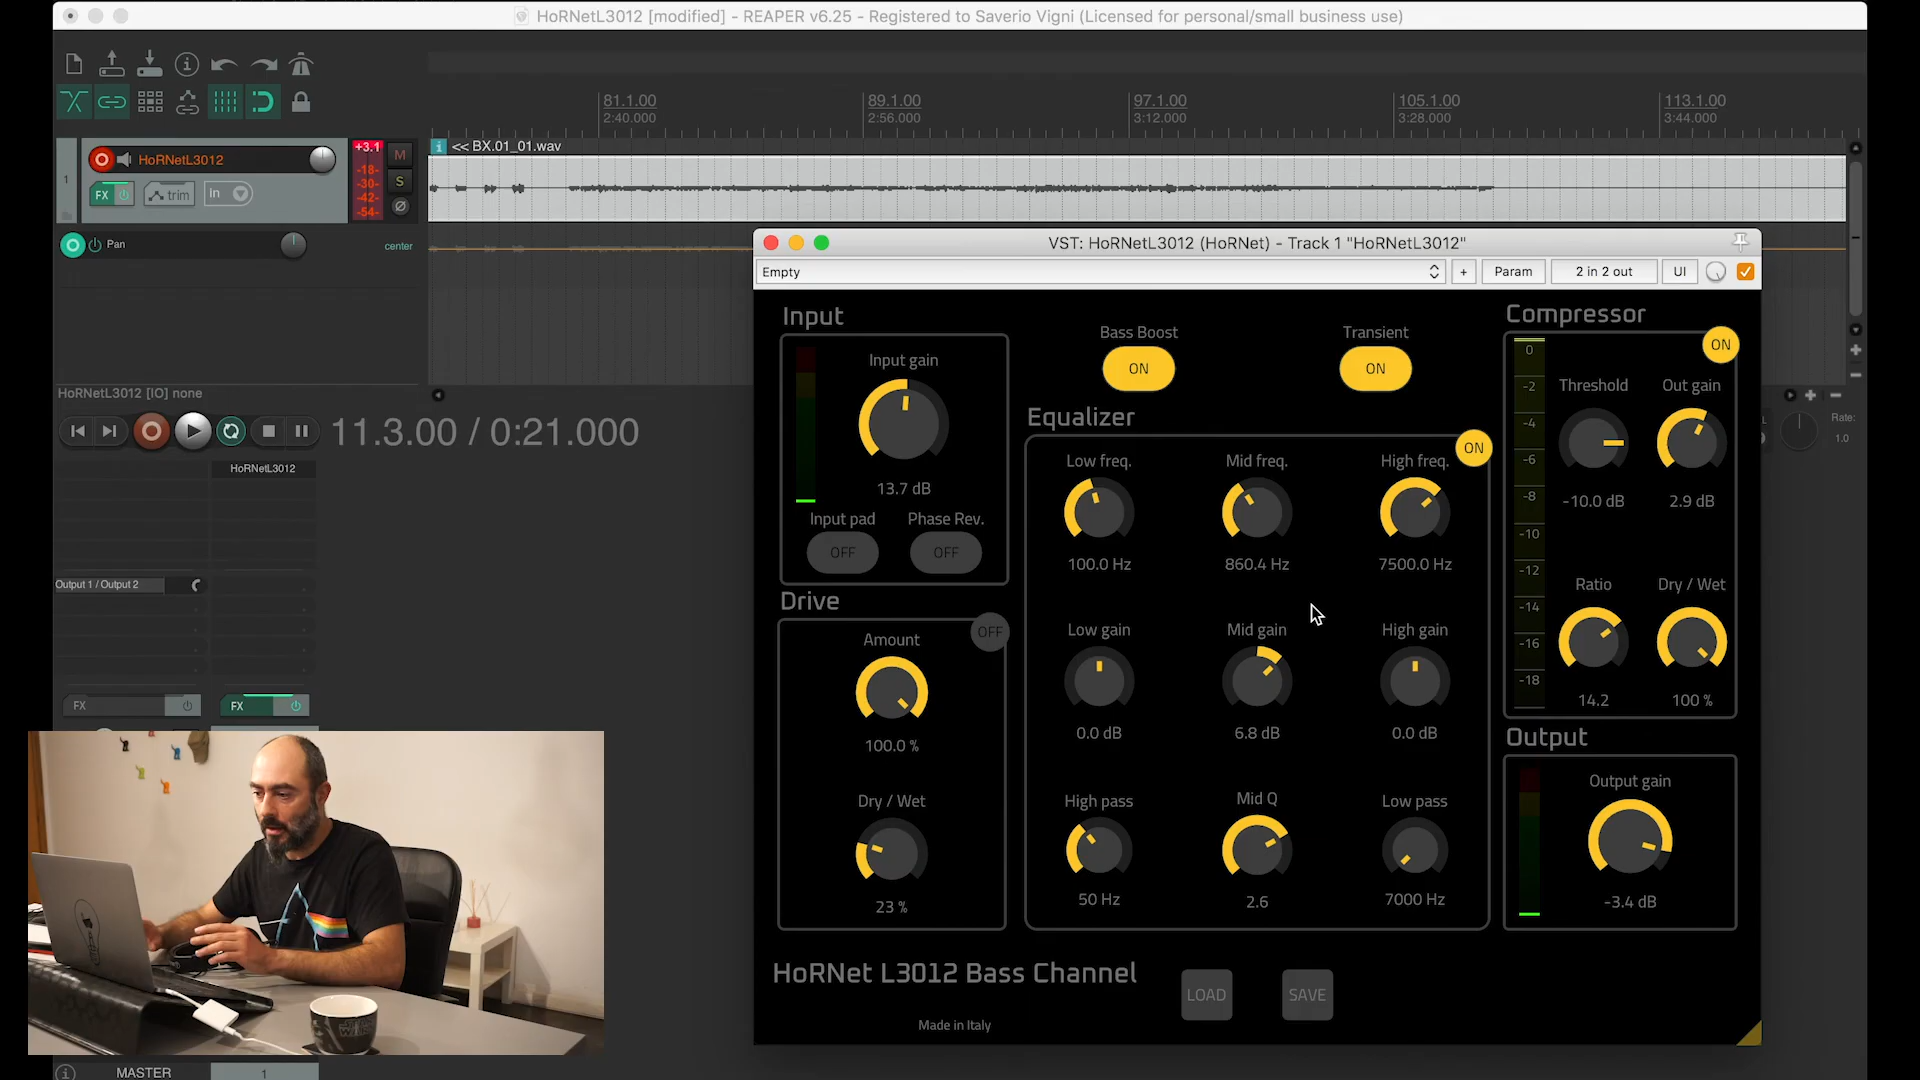 HoRNetL3012 [modified] - REAPER v6.25 - Registered to Saverio Vigni (Licensed for personal/small business use)
81.1.00
2:40.000
89.1.00
2:56.000
97.1.00
3:12.000
105.1.00
3:28.000
113.1.00
3:44.000
1
HoRNetL3012
+3.1
-18-
-30-
-42-
-54-
M
S
FX
trim
In
<< BX.01_01.wav
Pan
center
VST: HoRNetL3012 (HoRNet) - Track 1 "HoRNetL3012"
Empty
+
Param
2 in 2 out
UI
HoRNetL3012 [IO] none
11.3.00 / 0:21.000
Rate:
1.0
HoRNetL3012
Output 1 / Output 2
FX
FX
Input
Input gain
13.7 dB
Input pad
Phase Rev.
OFF
OFF
Drive
OFF
Amount
100.0 %
Dry / Wet
23 %
Bass Boost
ON
Transient
ON
Equalizer
ON
Low freq.
Mid freq.
High freq.
100.0 Hz
860.4 Hz
7500.0 Hz
Low gain
Mid gain
High gain
0.0 dB
6.8 dB
0.0 dB
High pass
Mid Q
Low pass
50 Hz
2.6
7000 Hz
Compressor
ON
0
-2
-4
-6
-8
-10
-12
-14
-16
-18
Threshold
Out gain
-10.0 dB
2.9 dB
Ratio
Dry / Wet
14.2
100 %
Output
Output gain
-3.4 dB
HoRNet L3012 Bass Channel
Made in Italy
LOAD
SAVE
MASTER
1